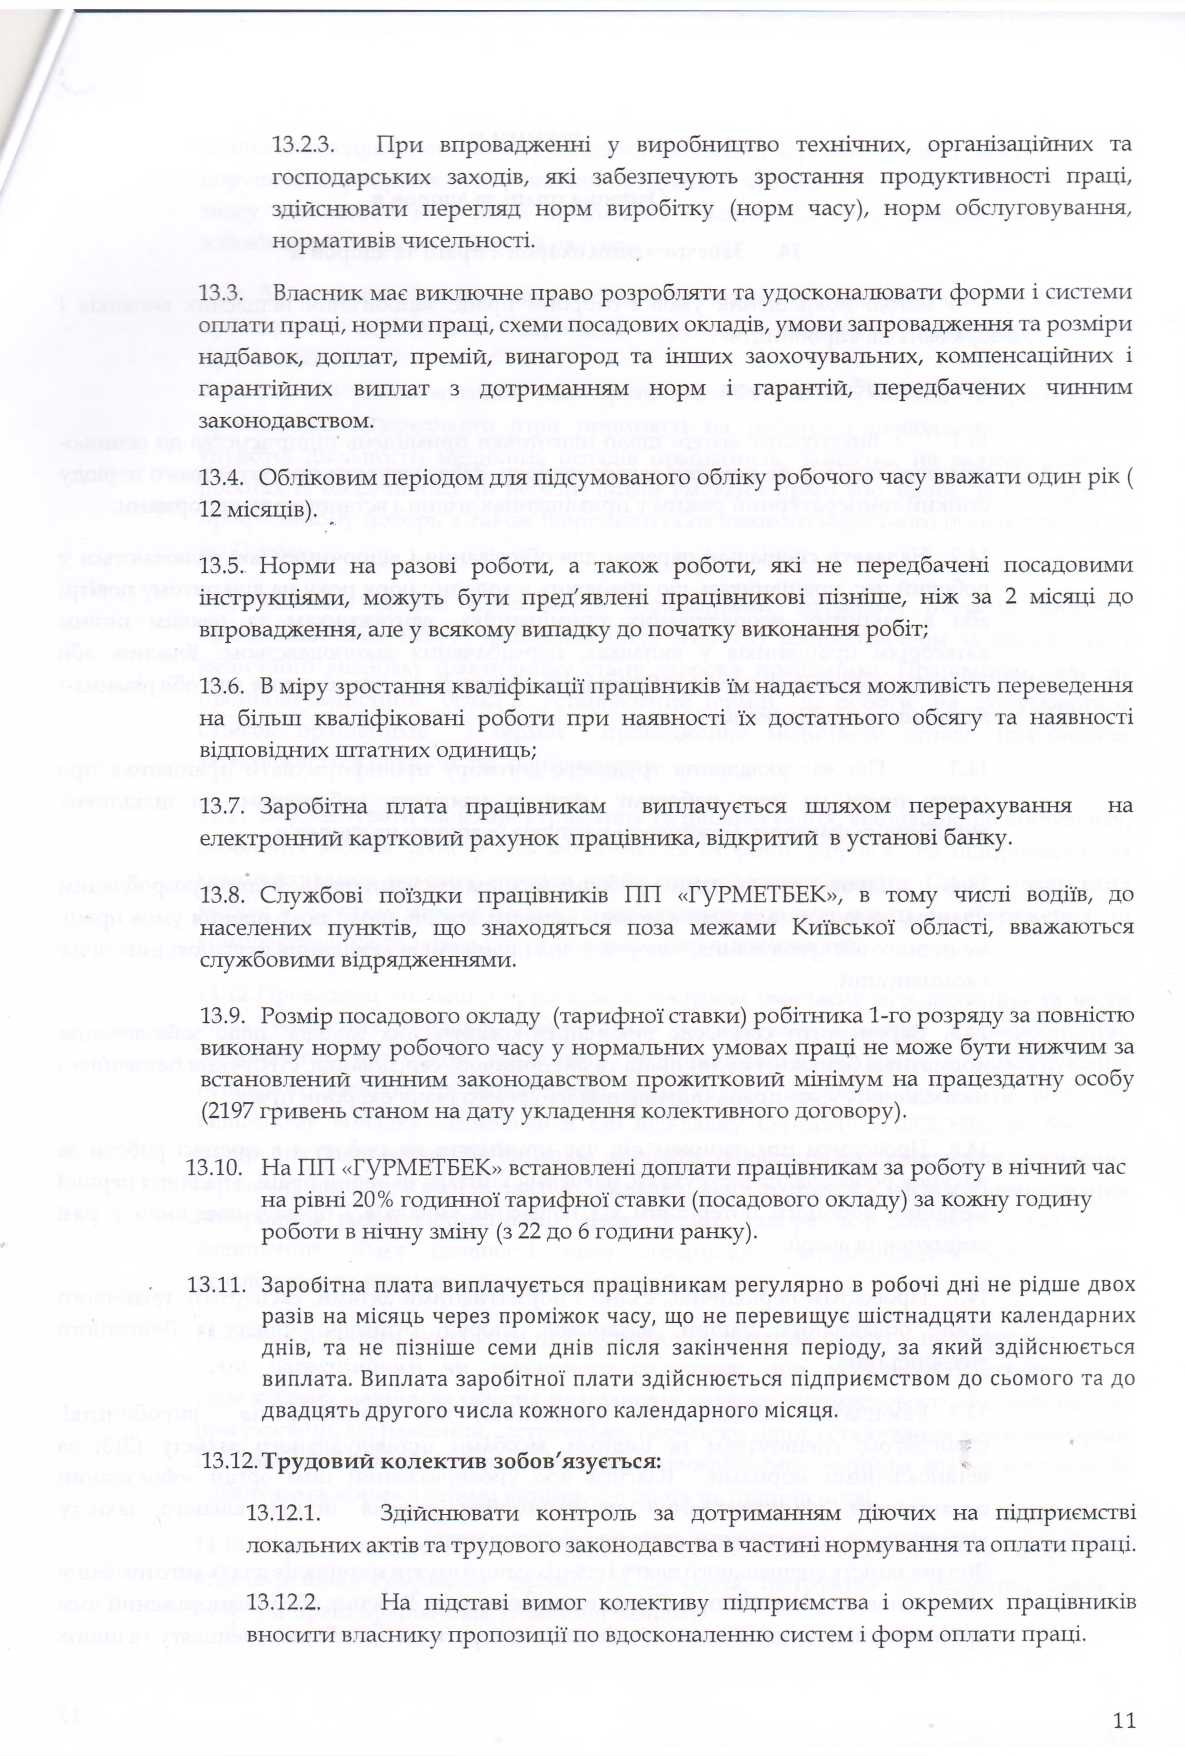 13.2.3. При впровадженні у виробництво технічних, організаційних та
господарських заходів, які забезпечують зростання продуктивності праці,
здійснювати перегляд норм виробітку (норм часу), норм обслуговування,
нормативів чисельності.
13.3. Власник має виключне право розробляти та удосконалювати форми і системи
оплати праці, норми праці, схеми посадових окладів, умови запровадження та розміри
надбавок, доплат, премій, винагород та інших заохочувальних, компенсаційних і
гарантійних виплат з дотриманням норм і гарантій, передбачених чинним
законодавством.
13.4. Обліковим періодом для підсумованого обліку робочого часу вважати один рік (
12 місяців).
13.5. Норми на разові роботи, а також роботи, які не передбачені посадовими
інструкціями, можуть бути пред'явлені працівникові пізніше, ніж за 2 місяці до
впровадження, але у всякому випадку до початку виконання робіт;
13.6. В міру зростання кваліфікації працівників їм надається можливість переведення
на більш кваліфіковані роботи при наявності їх достатнього обсягу та наявності
відповідних штатних одиниць;
13.7. Заробітна плата працівникам виплачується шляхом перерахування на
електронний картковий рахунок працівника, відкритий в установі банку.
13.8. Службові поїздки працівників ПП «ГУРМЕТБЕК», в тому числі водіїв, до
населених пунктів, що знаходяться поза межами Київської області, вважаються
службовими відрядженнями.
13.9. Розмір посадового окладу (тарифної ставки) робітника 1-го розряду за повністю
виконану норму робочого часу у нормальних умовах праці не може бути нижчим за
встановлений чинним законодавством прожитковий мінімум на працездатну особу
(2197 гривень станом на дату укладення колективного договору).
13.10. На ПП «ГУРМЕТБЕК» встановлені доплати працівникам за роботу в нічний час
на рівні 20% годинної тарифної ставки (посадового окладу) за кожну годину
роботи в нічну зміну (з 22 до 6 години ранку).
13.11. Заробітна плата виплачується працівникам регулярно в робочі дні не рідше двох
разів на місяць через проміжок часу, що не перевищує шістнадцяти календарних
днів, та не пізніше семи днів після закінчення періоду, за який здійснюється
виплата. Виплата заробітної плати здійснюється підприємством до сьомого та до
двадцять другого числа кожного календарного місяця.
13.12. Трудовий колектив зобов'язується:
13.12.1. Здійснювати контроль за дотриманням діючих на підприємстві
локальних актів та трудового законодавства в частині нормування та оплати праці.
13.12.2. На підставі вимог колективу підприємства і окремих працівників
вносити власнику пропозиції по вдосконаленню систем і форм оплати праці.
11